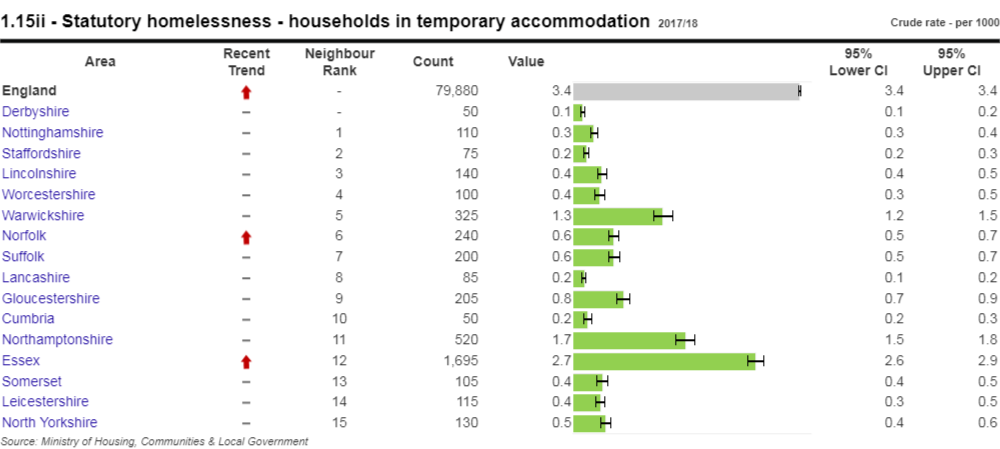 1.15ii - Statutory homelessness - households in temporary accommodation 2017/18 Crude rate - per 1000
Area Recent Trend Neighbour Rank Count Value 95% Lower CI 95% Upper CI
England - 79,880 3.4 3.4 3.4
Derbyshire – - 50 0.1 0.1 0.2
Nottinghamshire – 1 110 0.3 0.3 0.4
Staffordshire – 2 75 0.2 0.2 0.3
Lincolnshire – 3 140 0.4 0.4 0.5
Worcestershire – 4 100 0.4 0.3 0.5
Warwickshire – 5 325 1.3 1.2 1.5
Norfolk 6 240 0.6 0.5 0.7
Suffolk – 7 200 0.6 0.5 0.7
Lancashire – 8 85 0.2 0.1 0.2
Gloucestershire – 9 205 0.8 0.7 0.9
Cumbria – 10 50 0.2 0.2 0.3
Northamptonshire – 11 520 1.7 1.5 1.8
Essex 12 1,695 2.7 2.6 2.9
Somerset – 13 105 0.4 0.4 0.5
Leicestershire – 14 115 0.4 0.3 0.5
North Yorkshire – 15 130 0.5 0.4 0.6
Source: Ministry of Housing, Communities & Local Government